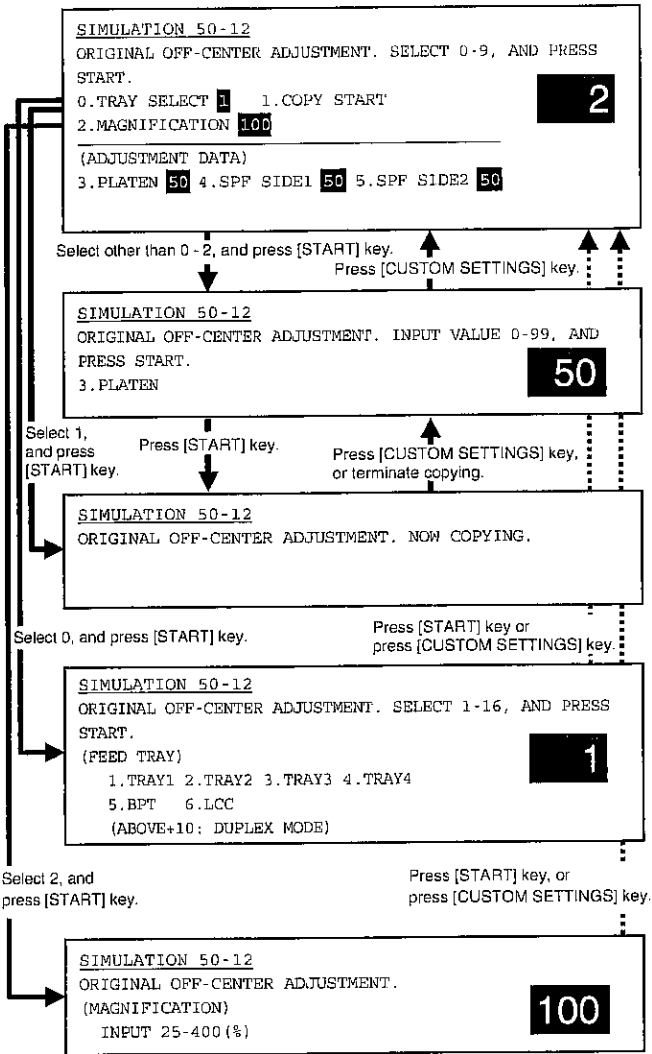 SIMULATION 50-12
ORIGINAL OFF-CENTER ADJUSTMENT. SELECT 0-9, AND PRESS
START.
0.TRAY SELECT 1 1.COPY START
2
2.MAGNIFICATION 100
(ADJUSTMENT DATA)
3.PLATEN 50 4.SPF SIDE1 50 5.SPF SIDE2 50
Select other than 0 - 2, and press [START] key.
Press [CUSTOM SETTINGS] key.
SIMULATION 50-12
ORIGINAL OFF-CENTER ADJUSTMENT. INPUT VALUE 0-99, AND
PRESS START.
50
3.PLATEN
Select 1,
and press
[START] key.
Press [START] key.
Press [CUSTOM SETTINGS] key,
or terminate copying.
SIMULATION 50-12
ORIGINAL OFF-CENTER ADJUSTMENT. NOW COPYING.
Select 0, and press [START] key.
Press [START] key or
press [CUSTOM SETTINGS] key.
SIMULATION 50-12
ORIGINAL OFF-CENTER ADJUSTMENT. SELECT 1-16, AND PRESS
START.
(FEED TRAY)
1
1.TRAY1 2.TRAY2 3.TRAY3 4.TRAY4
5.BPT 6.LCC
(ABOVE+10: DUPLEX MODE)
Select 2, and
press [START] key.
Press [START] key, or
press [CUSTOM SETTINGS] key.
SIMULATION 50-12
ORIGINAL OFF-CENTER ADJUSTMENT.
(MAGNIFICATION)
100
INPUT 25-400(%)